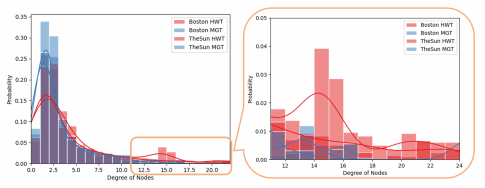 Boston HWT
Boston MGT
TheSun HWT
TheSun MGT
Probability
0.35
0.30
0.25
0.20
0.15
0.10
0.05
0.00
0.0 2.5 5.0 7.5 10.0 12.5 15.0 17.5 20.0
Degree of Nodes
Boston HWT
Boston MGT
TheSun HWT
TheSun MGT
Probability
0.05
0.04
0.03
0.02
0.01
0.00
12 14 16 18 20 22 24
Degree of Nodes